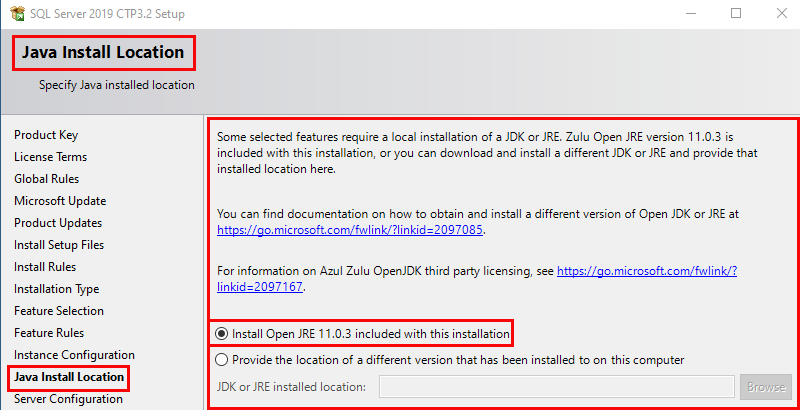 SQL Server 2019 CTP3.2 Setup
Java Install Location
Specify Java installed location
Product Key
License Terms
Global Rules
Microsoft Update
Product Updates
Install Setup Files
Install Rules
Installation Type
Feature Selection
Feature Rules
Instance Configuration
Java Install Location
Server Configuration
Some selected features require a local installation of a JDK or JRE. Zulu Open JRE version 11.0.3 is
included with this installation, or you can download and install a different JDK or JRE and provide that
installed location here.
You can find documentation on how to obtain and install a different version of Open JDK or JRE at
https://go.microsoft.com/fwlink/?linkid=2097085.
For information on Azul Zulu OpenJDK third party licensing, see https://go.microsoft.com/fwlink/?
linkid=2097167.
Install Open JRE 11.0.3 included with this installation
Provide the location of a different version that has been installed to on this computer
JDK or JRE installed location:
Browse